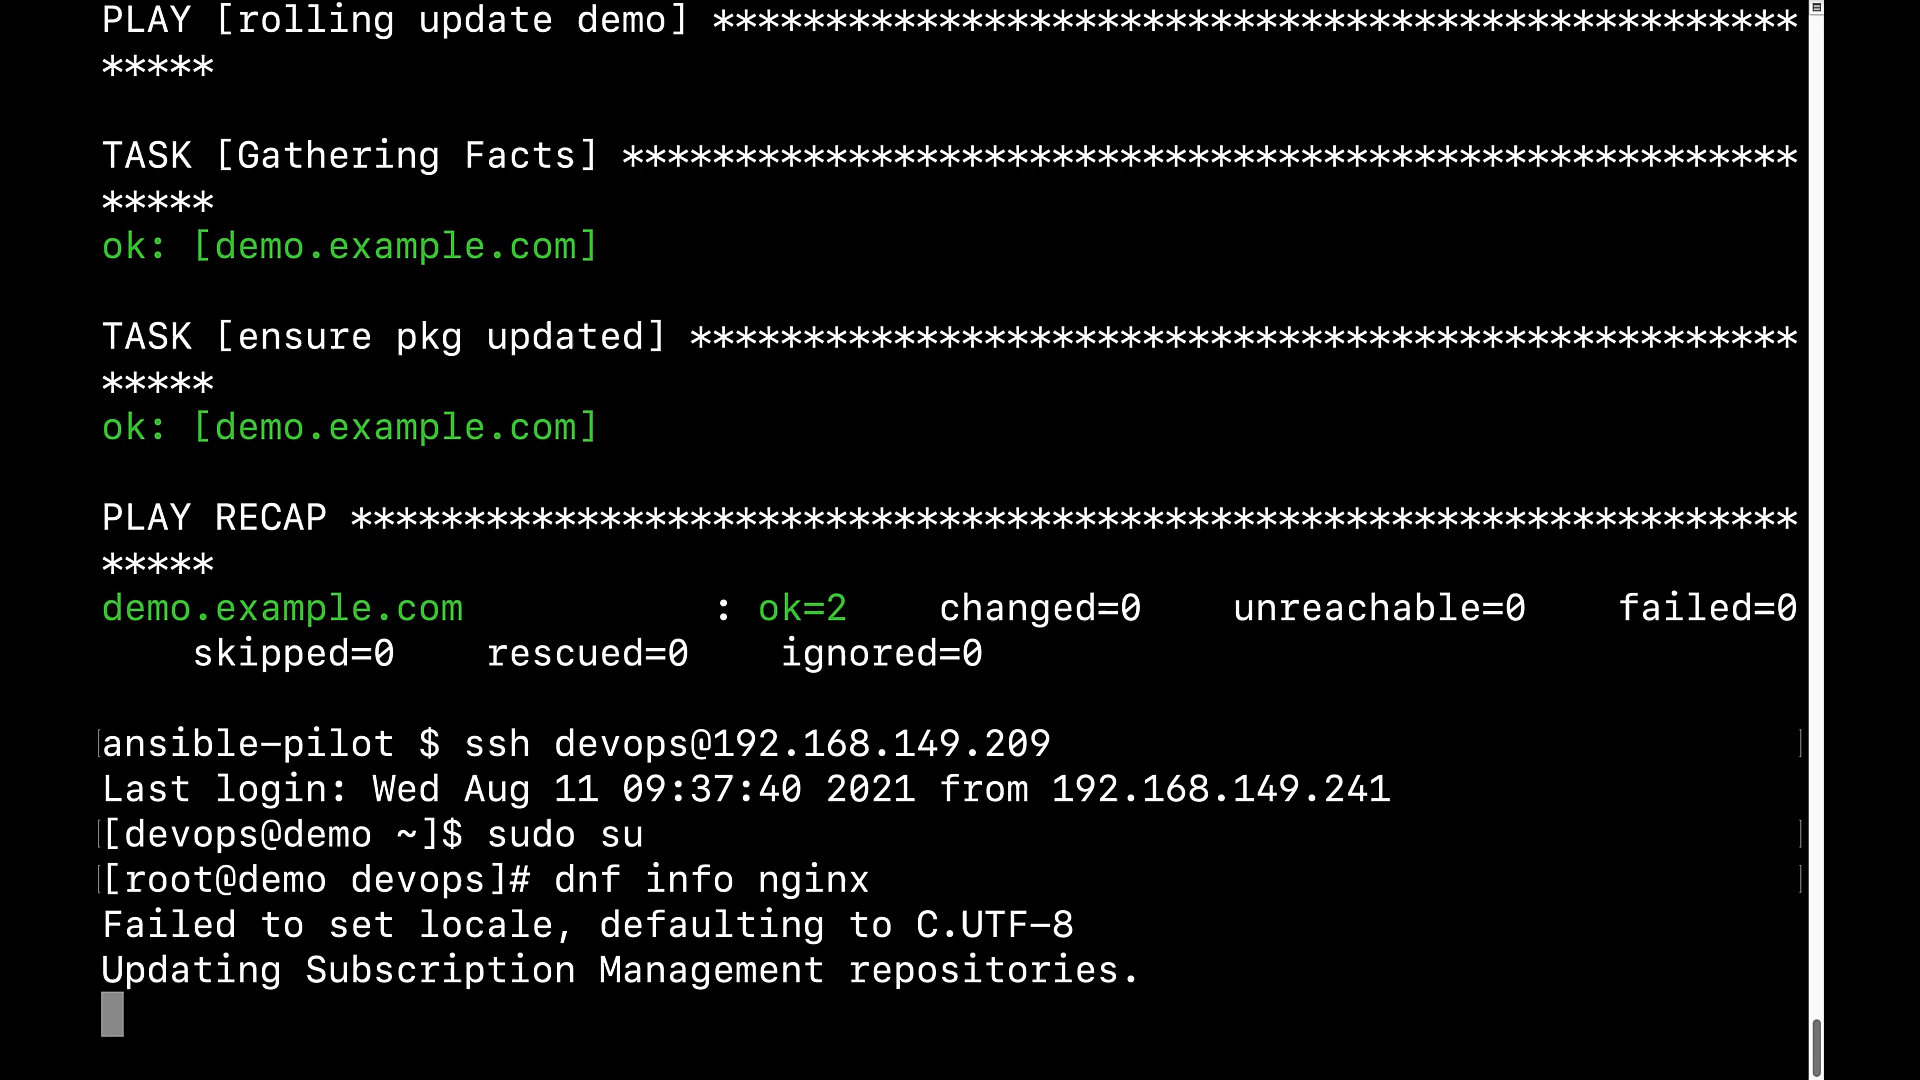 PLAY [rolling update demo] ************************************************
*****
TASK [Gathering Facts] ****************************************************
*****
ok: [demo.example.com]
TASK [ensure pkg updated] *************************************************
*****
ok: [demo.example.com]
PLAY RECAP ****************************************************************
*****
demo.example.com           : ok=2    changed=0    unreachable=0    failed=0
    skipped=0    rescued=0    ignored=0
ansible-pilot $ ssh devops@192.168.149.209
Last login: Wed Aug 11 09:37:40 2021 from 192.168.149.241
[devops@demo ~]$ sudo su
[root@demo devops]# dnf info nginx
Failed to set locale, defaulting to C.UTF-8
Updating Subscription Management repositories.